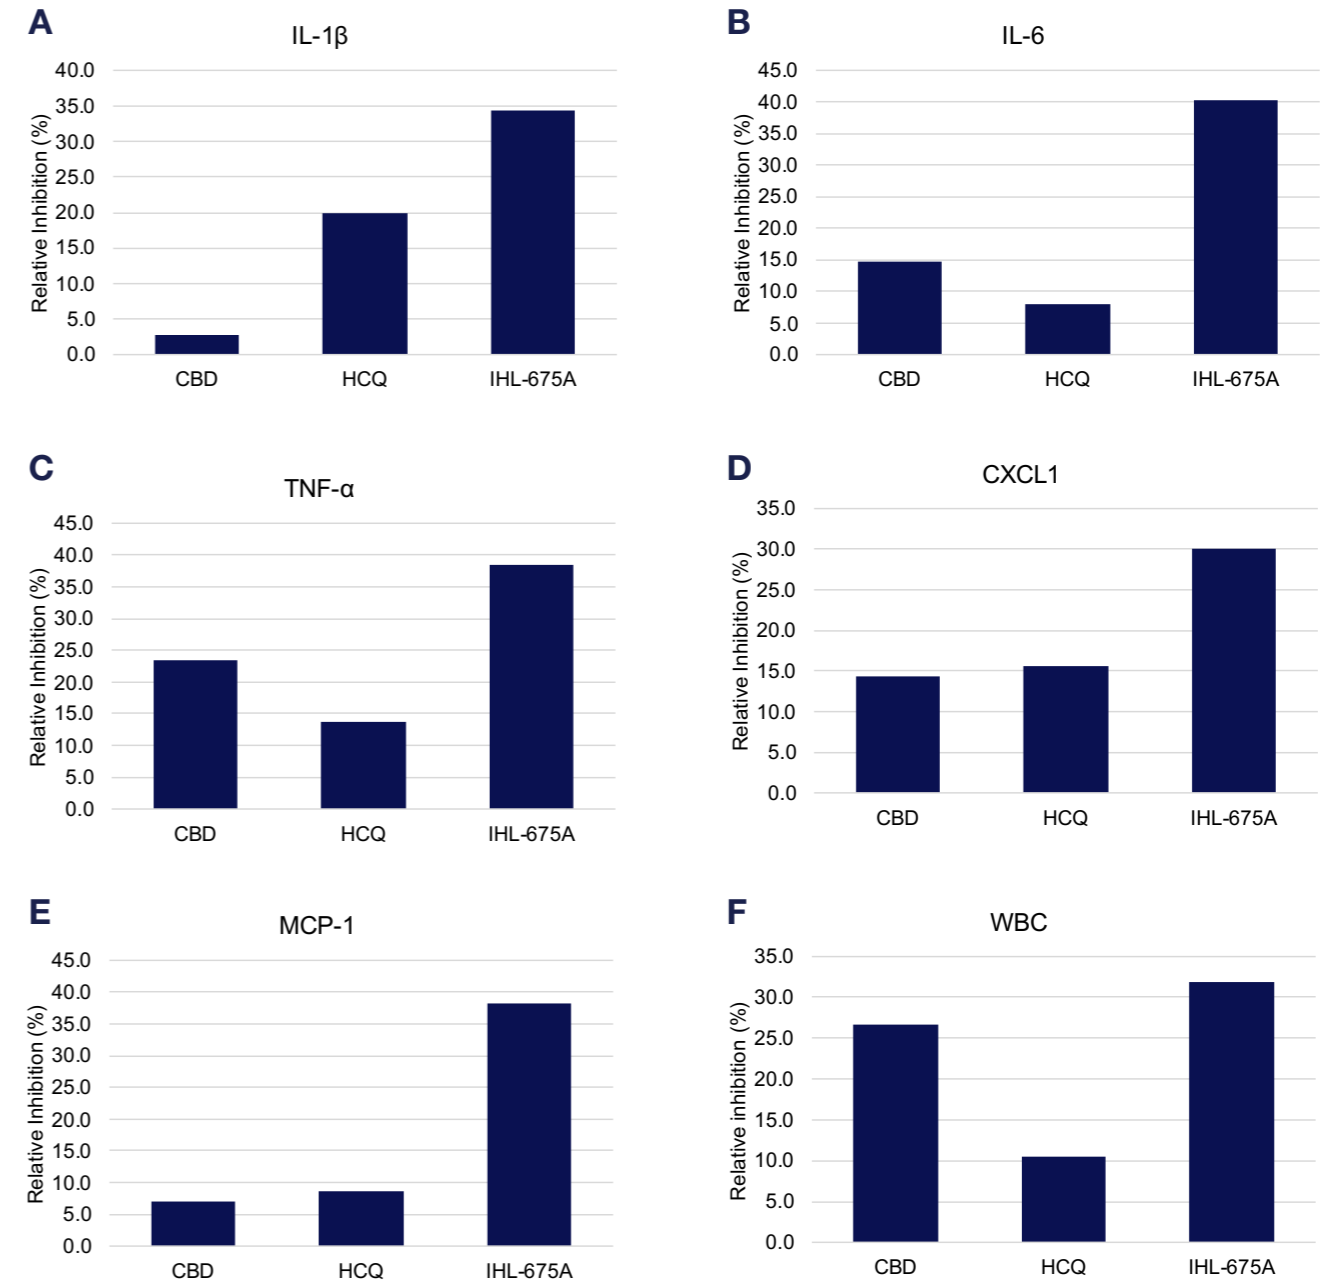 A
IL-1β
Relative Inhibition (%)
40.0
35.0
30.0
25.0
20.0
15.0
10.0
5.0
0.0
CBD HCQ IHL-675A
B
IL-6
Relative Inhibition (%)
45.0
40.0
35.0
30.0
25.0
20.0
15.0
10.0
5.0
0.0
CBD HCQ IHL-675A
C
TNF-α
Relative Inhibition (%)
45.0
40.0
35.0
30.0
25.0
20.0
15.0
10.0
5.0
0.0
CBD HCQ IHL-675A
D
CXCL1
Relative Inhibition (%)
35.0
30.0
25.0
20.0
15.0
10.0
5.0
0.0
CBD HCQ IHL-675A
E
MCP-1
Relative Inhibition (%)
45.0
40.0
35.0
30.0
25.0
20.0
15.0
10.0
5.0
0.0
CBD HCQ IHL-675A
F
WBC
Relative inhibition (%)
35.0
30.0
25.0
20.0
15.0
10.0
5.0
0.0
CBD HCQ IHL-675A